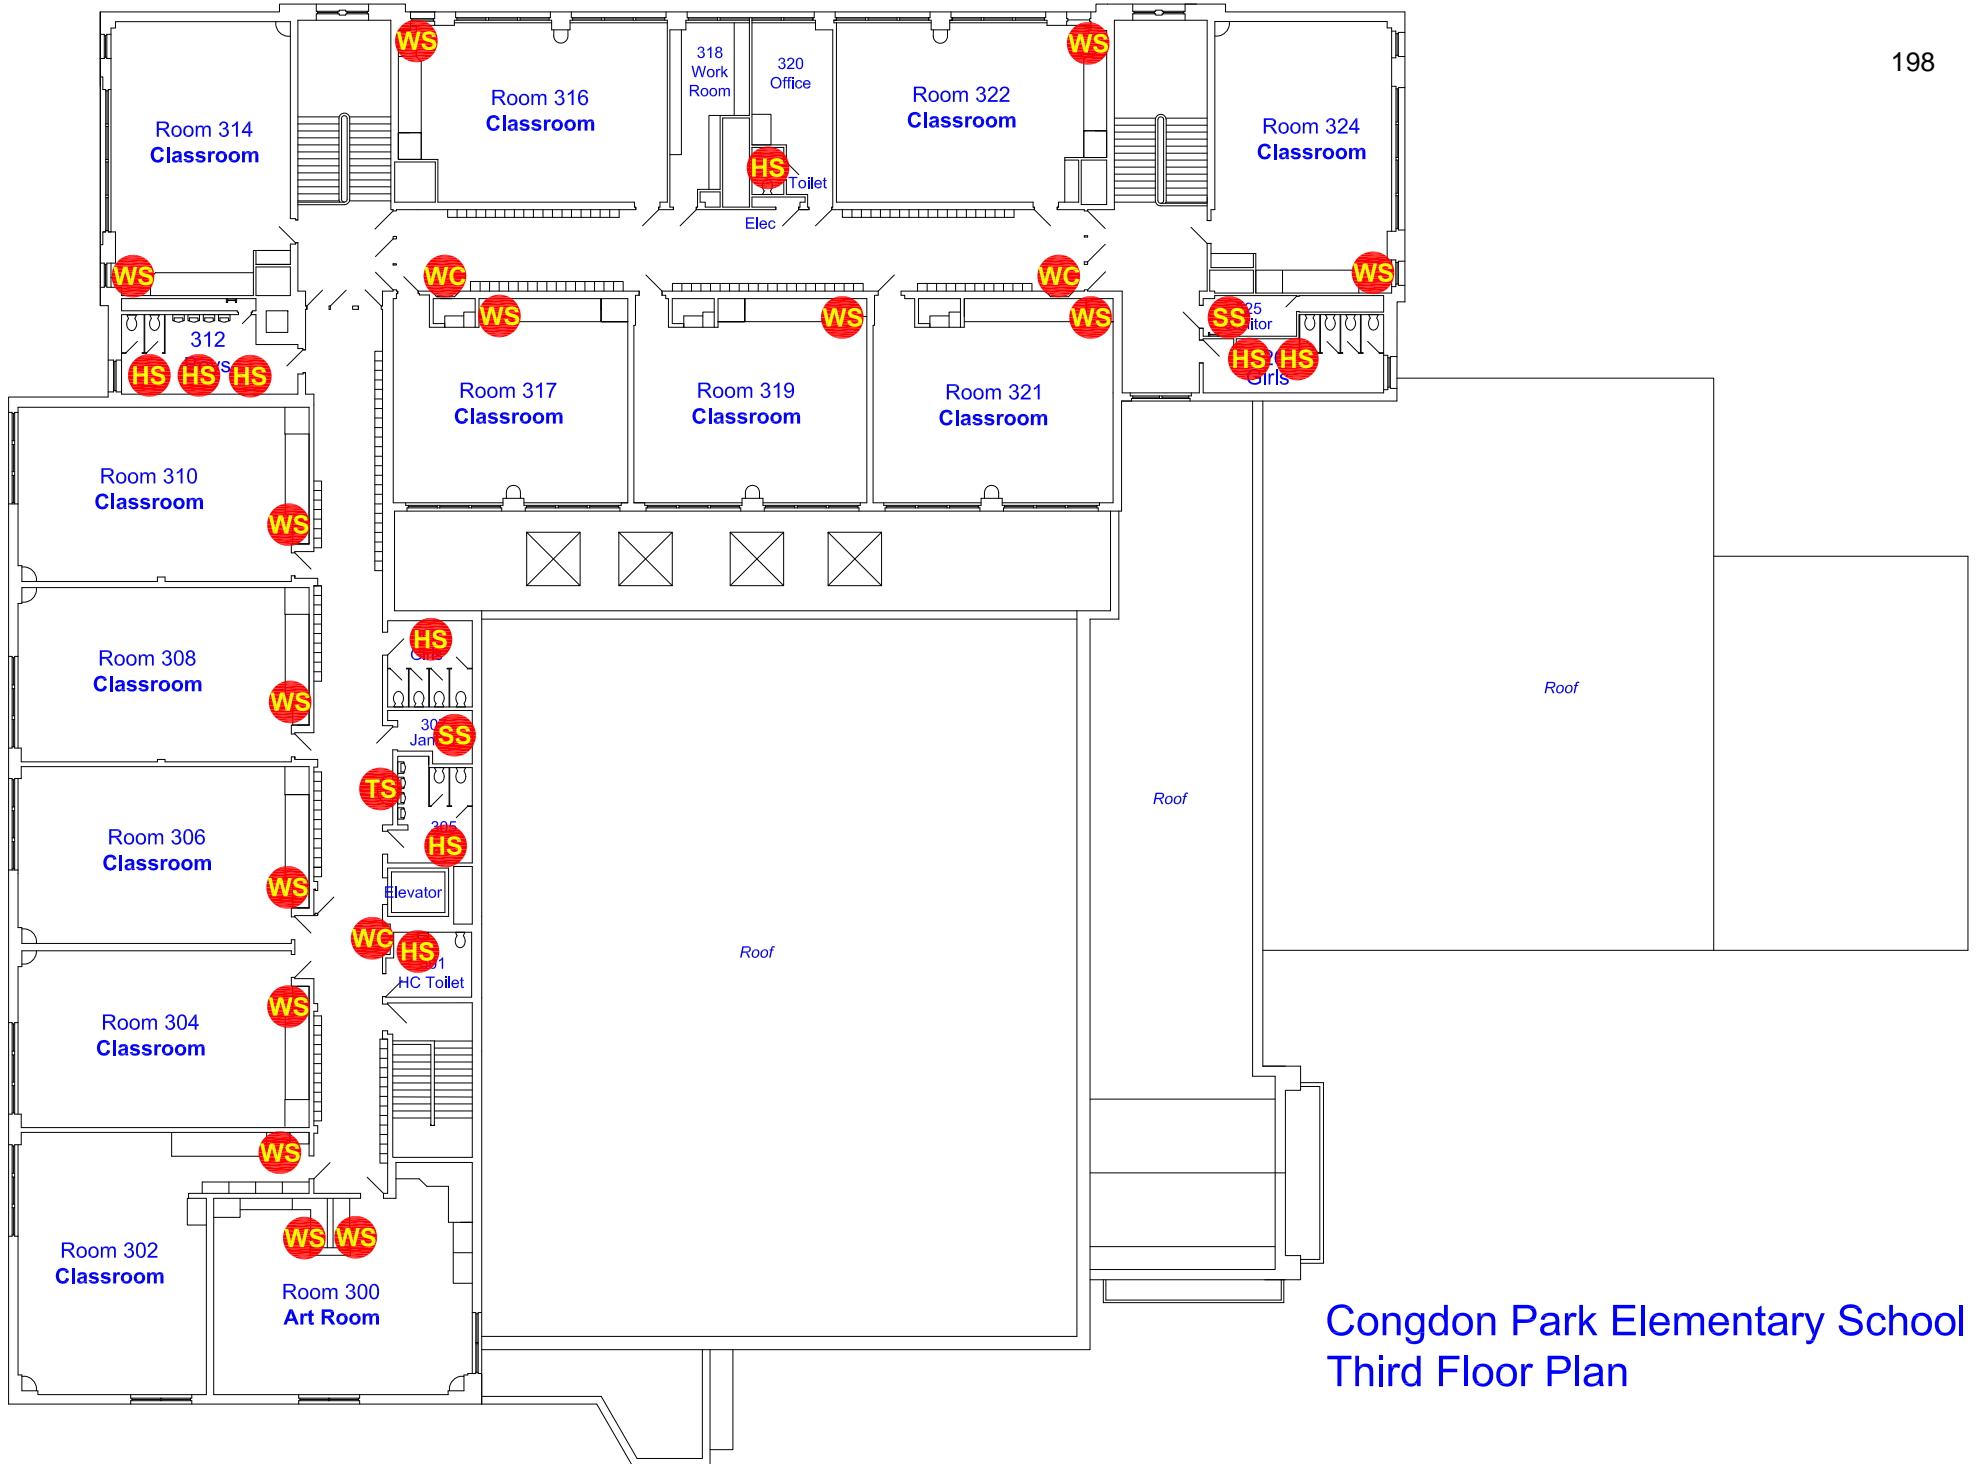 198
WS
WS
318
Work
Room
320
Office
Room 316
Classroom
Room 322
Classroom
Room 314
Classroom
Room 324
Classroom
HS
Toilet
Elec
WS
WC
WC
WS
WS
WS
WS
SS
312
HS
HS
HS
HS
HS
Girls
Room 317
Classroom
Room 319
Classroom
Room 321
Classroom
Room 310
Classroom
WS
HS
Room 308
Classroom
WS
SS
TS
Room 306
Classroom
305
HS
WS
Elevator
WC
HS
HC Toilet
Room 304
Classroom
WS
WS
WS
WS
Room 302
Classroom
Room 300
Art Room
Roof
Roof
Roof
Congdon Park Elementary School
Third Floor Plan